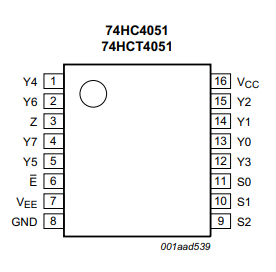 74HC4051
74HCT4051
Y4 1 16 VCC
Y6 2 15 Y2
Z 3 14 Y1
Y7 4 13 Y0
Y5 5 12 Y3
E̅ 6 11 S0
VEE 7 10 S1
GND 8 9 S2
001aad539